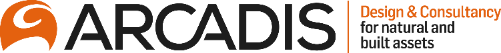 ARCADIS
Design & Consultancy
for natural and
built assets